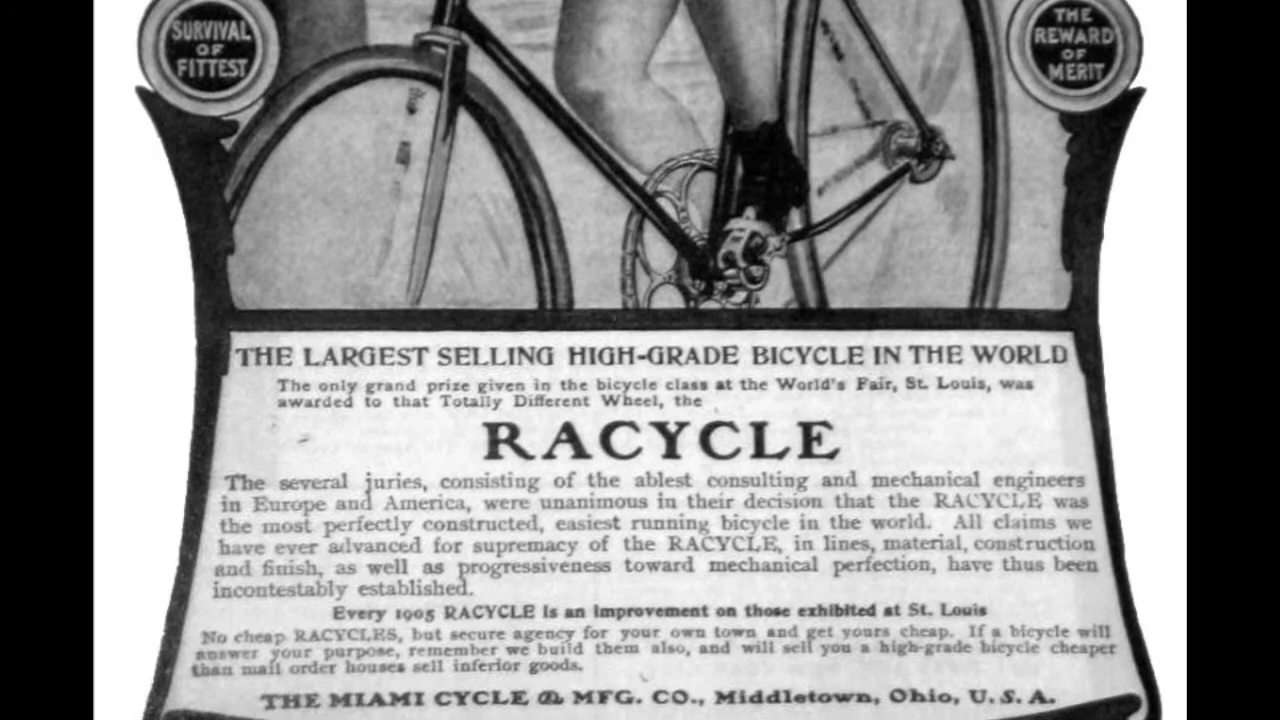 SURVIVAL
OF
FITTEST
THE
REWARD
OF
MERIT
THE LARGEST SELLING HIGH-GRADE BICYCLE IN THE WORLD
The only grand prize given in the bicycle class at the World's Fair, St. Louis, was
awarded to that Totally Different Wheel, the
RACYCLE
The several juries, consisting of the ablest consulting and mechanical engineers
in Europe and America, were unanimous in their decision that the RACYCLE was
the most perfectly constructed, easiest running bicycle in the world. All claims we
have ever advanced for supremacy of the RACYCLE, in lines, material, construction
and finish, as well as progressiveness toward mechanical perfection, have thus been
incontestably established.
Every 1905 RACYCLE is an improvement on those exhibited at St. Louis
No cheap RACYCLES, but secure agency for your own town and get yours cheap. If a bicycle will
answer your purpose, remember we build them also, and will sell you a high-grade bicycle cheaper
than mail order houses sell inferior goods.
THE MIAMI CYCLE & MFG. CO., Middletown, Ohio, U. S. A.